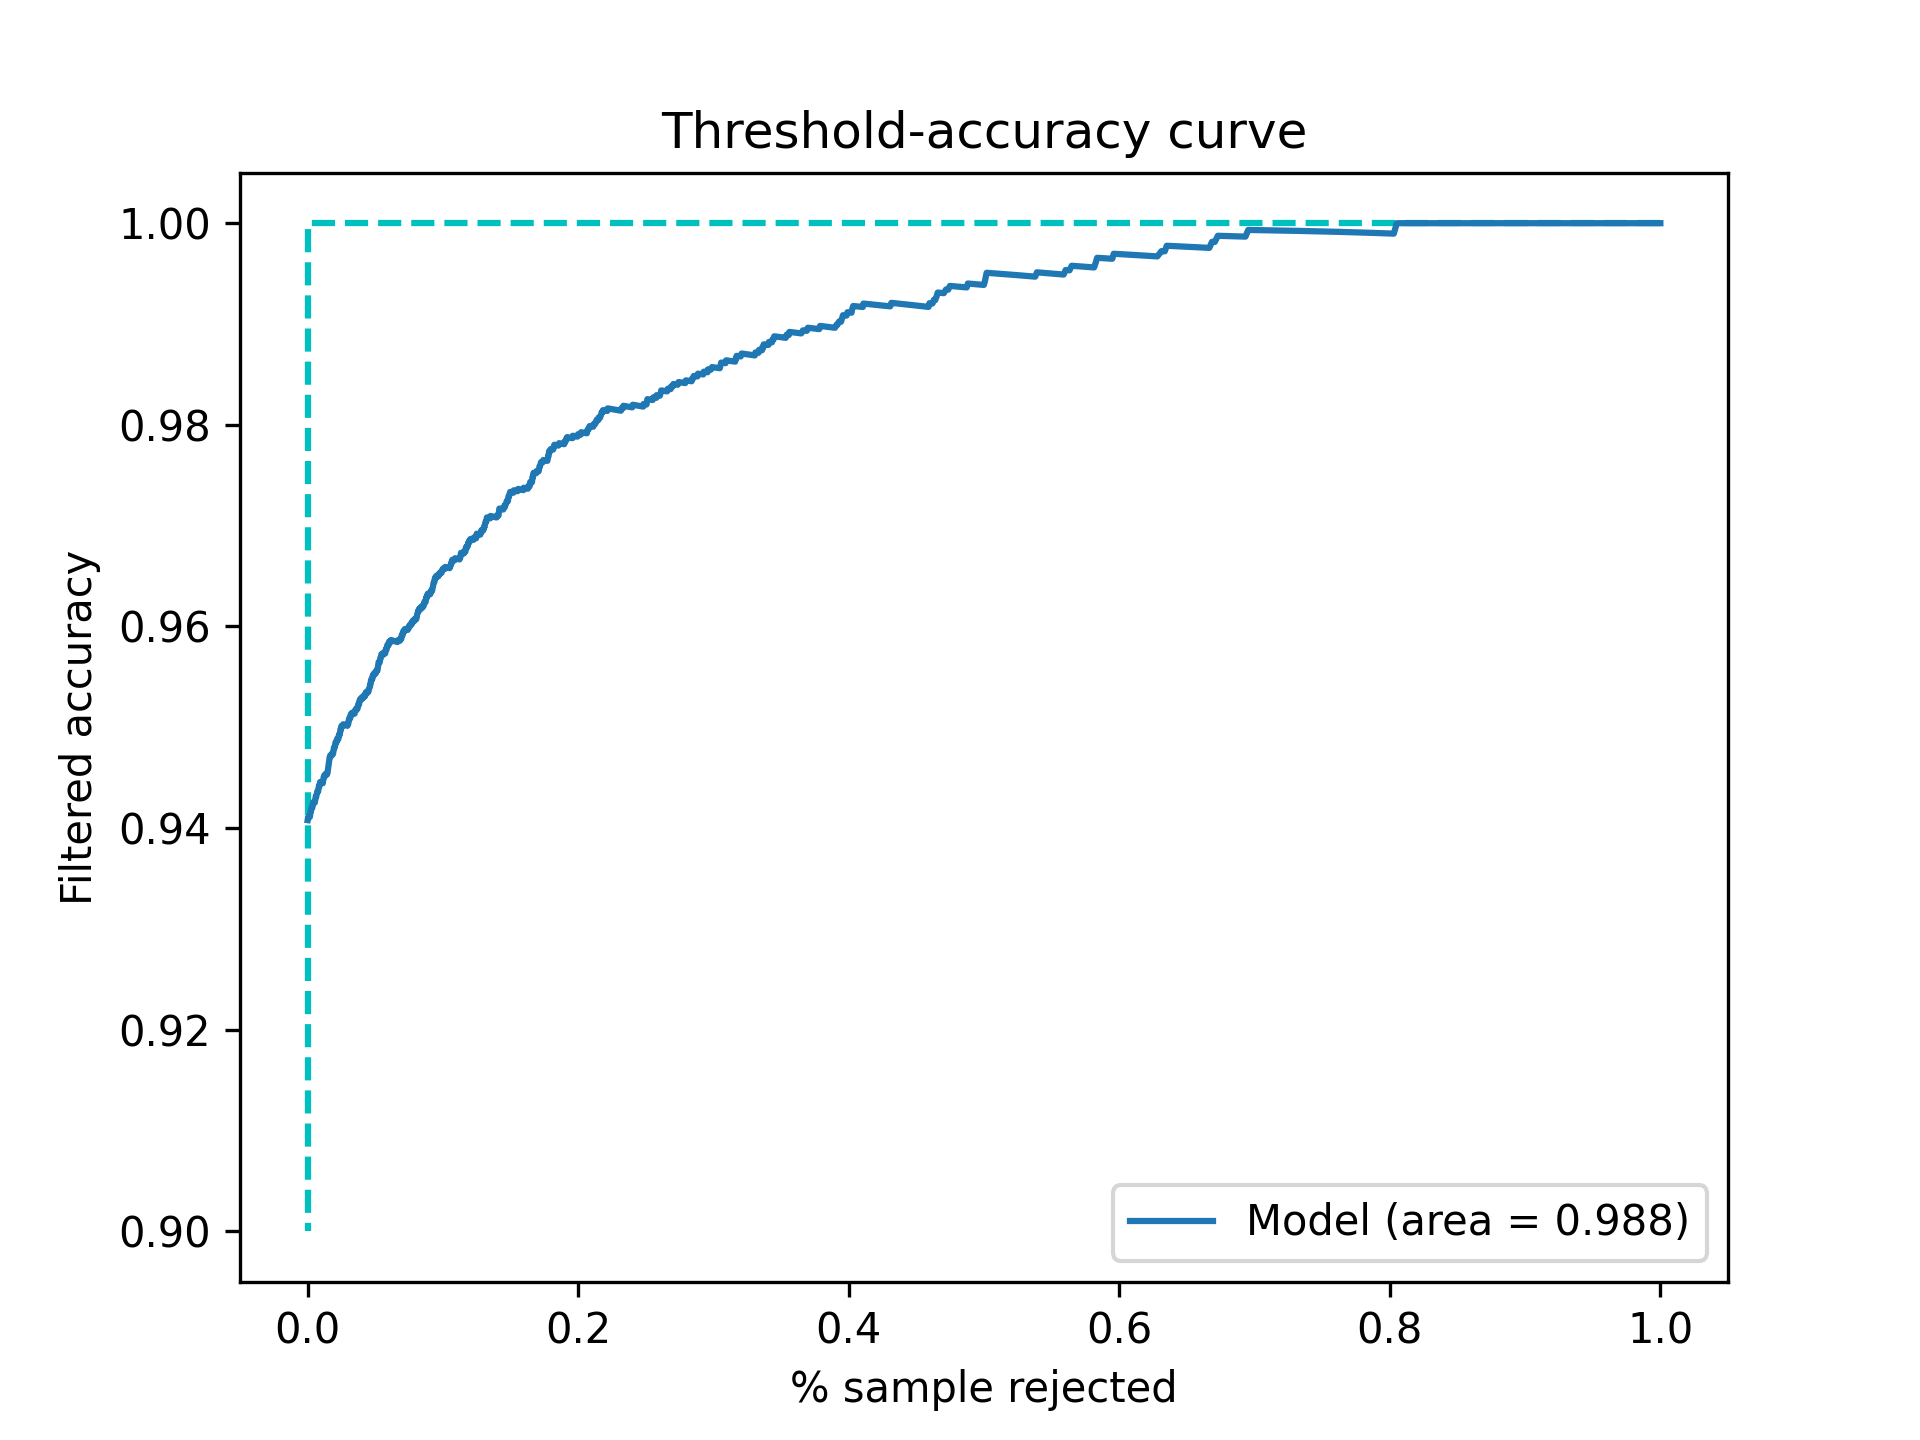 Threshold-accuracy curve
1.00
0.98
0.96
0.94
0.92
0.90
Filtered accuracy
Model (area = 0.988)
0.0 0.2 0.4 0.6 0.8 1.0
% sample rejected